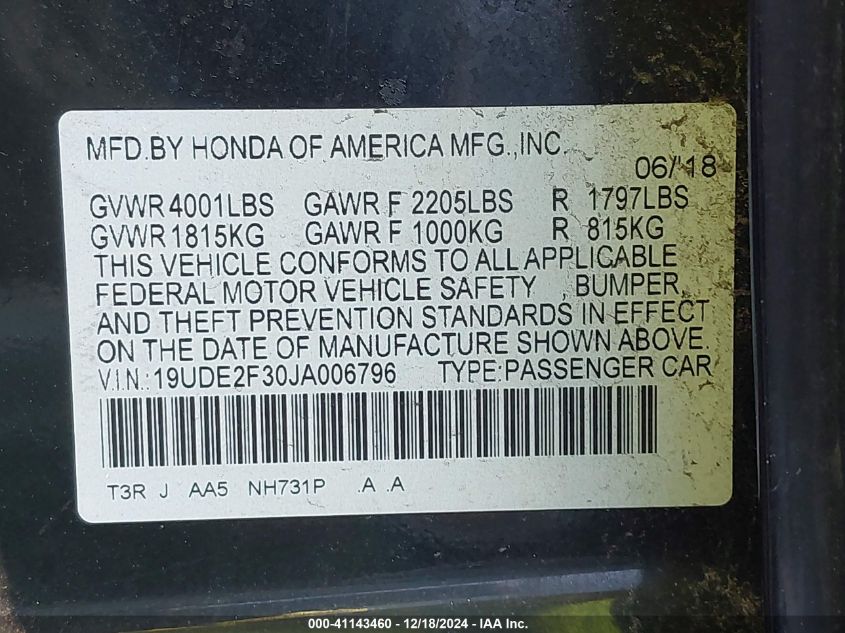 MFD.BY HONDA OF AMERICA MFG.,INC.
06/'18
GVWR 4001LBS GAWR F 2205LBS R 1797LBS
GVWR 1815KG GAWR F 1000KG R 815KG
THIS VEHICLE CONFORMS TO ALL APPLICABLE
FEDERAL MOTOR VEHICLE SAFETY , BUMPER,
AND THEFT PREVENTION STANDARDS IN EFFECT
ON THE DATE OF MANUFACTURE SHOWN ABOVE.
V.I.N.:19UDE2F30JA006796 TYPE:PASSENGER CAR
T3R J AA5 NH731P .A .A
000-41143460 - 12/18/2024 - IAA Inc.